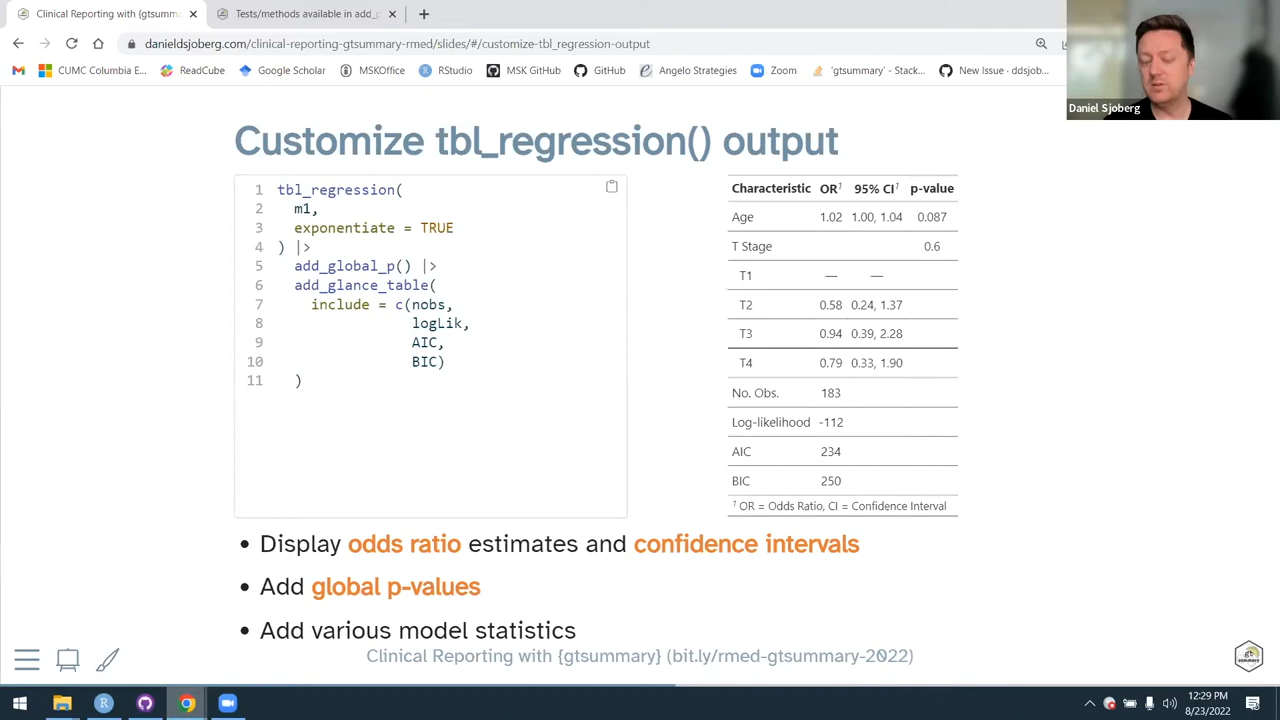 Clinical Reporting with {gtsumma
Tests/methods available in add_p
danieldsjoberg.com/clinical-reporting-gtsummary-rmed/slides/#/customize-tbl_regression-output
CUMC Columbia E... ReadCube Google Scholar MSKOffice RStudio MSK GitHub GitHub Angelo Strategies Zoom 'gtsummary' - Stack... New Issue · ddsjob...
Daniel Sjoberg
Customize tbl_regression() output
1 tbl_regression(
2 m1,
3 exponentiate = TRUE
4 ) |>
5 add_global_p() |>
6 add_glance_table(
7 include = c(nobs,
8 logLik,
9 AIC,
10 BIC)
11 )
Characteristic OR¹ 95% CI¹ p-value
Age 1.02 1.00, 1.04 0.087
T Stage 0.6
T1 — —
T2 0.58 0.24, 1.37
T3 0.94 0.39, 2.28
T4 0.79 0.33, 1.90
No. Obs. 183
Log-likelihood -112
AIC 234
BIC 250
¹ OR = Odds Ratio, CI = Confidence Interval
• Display odds ratio estimates and confidence intervals
• Add global p-values
• Add various model statistics
Clinical Reporting with {gtsummary} (bit.ly/rmed-gtsummary-2022)
12:29 PM
8/23/2022